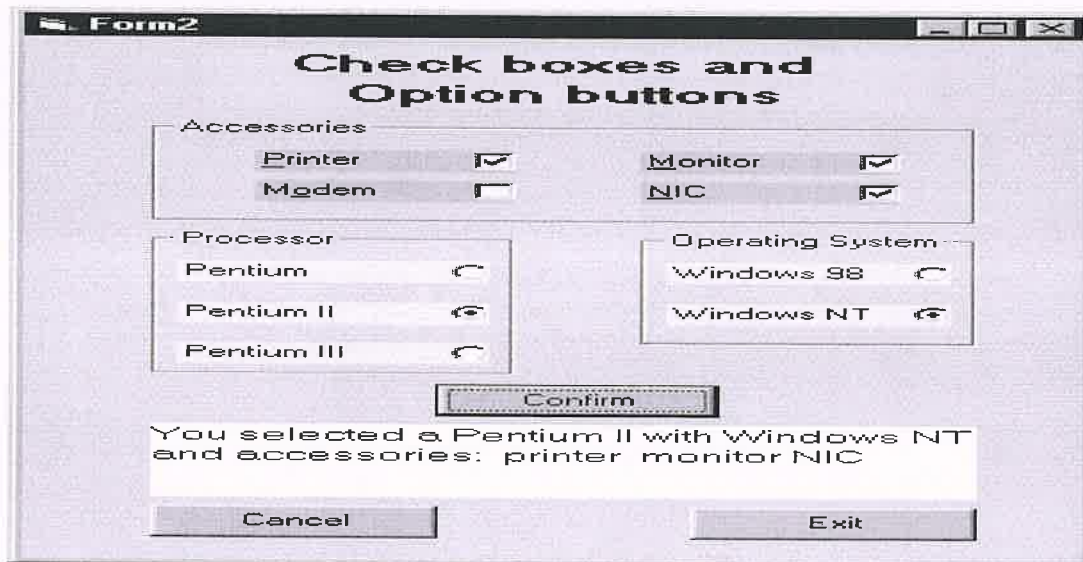 Form2
Check boxes and
Option buttons
Accessories
Printer
Monitor
Modem
NIC
Processor
Pentium
Pentium II
Pentium III
Operating System
Windows 98
Windows NT
Confirm
You selected a Pentium II with Windows NT
and accessories: printer monitor NIC
Cancel
Exit